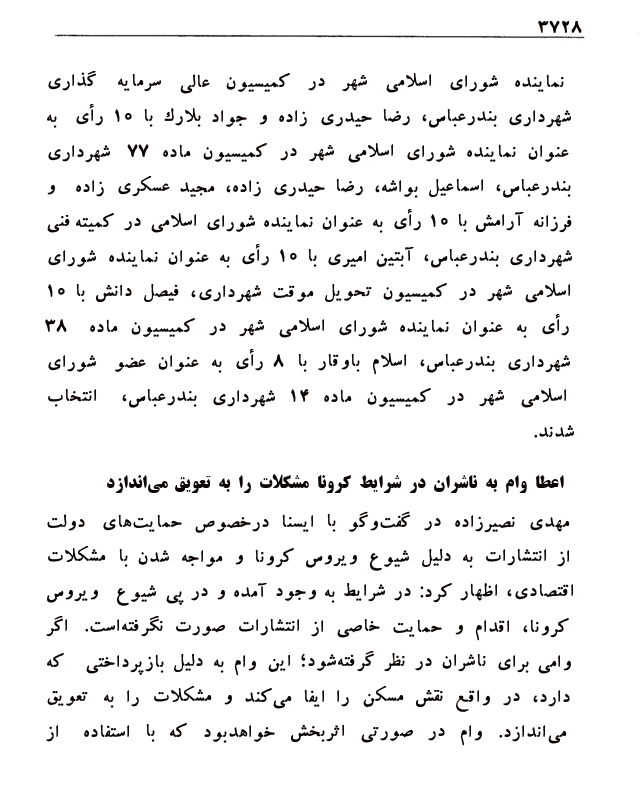 ۳۷۲۸
نماینده شورای اسلامی شهر در کمیسیون عالی سرمایه گذاری
شهرداری بندرعباس، رضا حیدری زاده و جواد بلارك با ۱۰ رأی به
عنوان نماینده شورای اسلامی شهر در کمیسیون ماده ۷۷ شهرداری
بندرعباس، اسماعیل بواشه، رضا حیدری زاده، مجید عسکری زاده و
فرزانه آرامش با ۱۰ رأی به عنوان نماینده شورای اسلامی در کمیته فنی
شهرداری بندرعباس، آبتین امیری با ۱۰ رأی به عنوان نماینده شورای
اسلامی شهر در کمیسیون تحویل موقت شهرداری، فیصل دانش با ۱۰
رأی به عنوان نماینده شورای اسلامی شهر در کمیسیون ماده ۳۸
شهرداری بندرعباس، اسلام باوقار با ۸ رأی به عنوان عضو شورای
اسلامی شهر در کمیسیون ماده ۱۴ شهرداری بندرعباس، انتخاب
شدند.
اعطا وام به ناشران در شرایط کرونا مشکلات را به تعویق می‌اندازد
مهدی نصیرزاده در گفت‌وگو با ایسنا درخصوص حمایت‌های دولت
از انتشارات به دلیل شیوع ویروس کرونا و مواجه شدن با مشکلات
اقتصادی، اظهار کرد: در شرایط به وجود آمده و در پی شیوع ویروس
کرونا، اقدام و حمایت خاصی از انتشارات صورت نگرفته‌است. اگر
وامی برای ناشران در نظر گرفته‌شود؛ این وام به دلیل بازپرداختی که
دارد، در واقع نقش مسکن را ایفا می‌کند و مشکلات را به تعویق
می‌اندازد. وام در صورتی اثربخش خواهدبود که با استفاده از